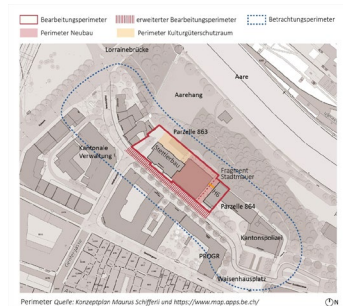 Bearbeitungsperimeter
erweiterter Bearbeitungsperimeter
Betrachtungsperimeter
Perimeter Neubau
Perimeter Kulturgüterschutzraum
Lorrainebrücke
Aare
Aarehang
Parzelle 863
Kantonale
Verwaltung
Stettlerbau
Fragment
Stadtmauer
Parzelle 864
Kantonspolizei
PROGR
Waisenhausplatz
Perimeter Quelle: Konzeptplan Maurus Schifferli und https://www.map.apps.be.ch/
N